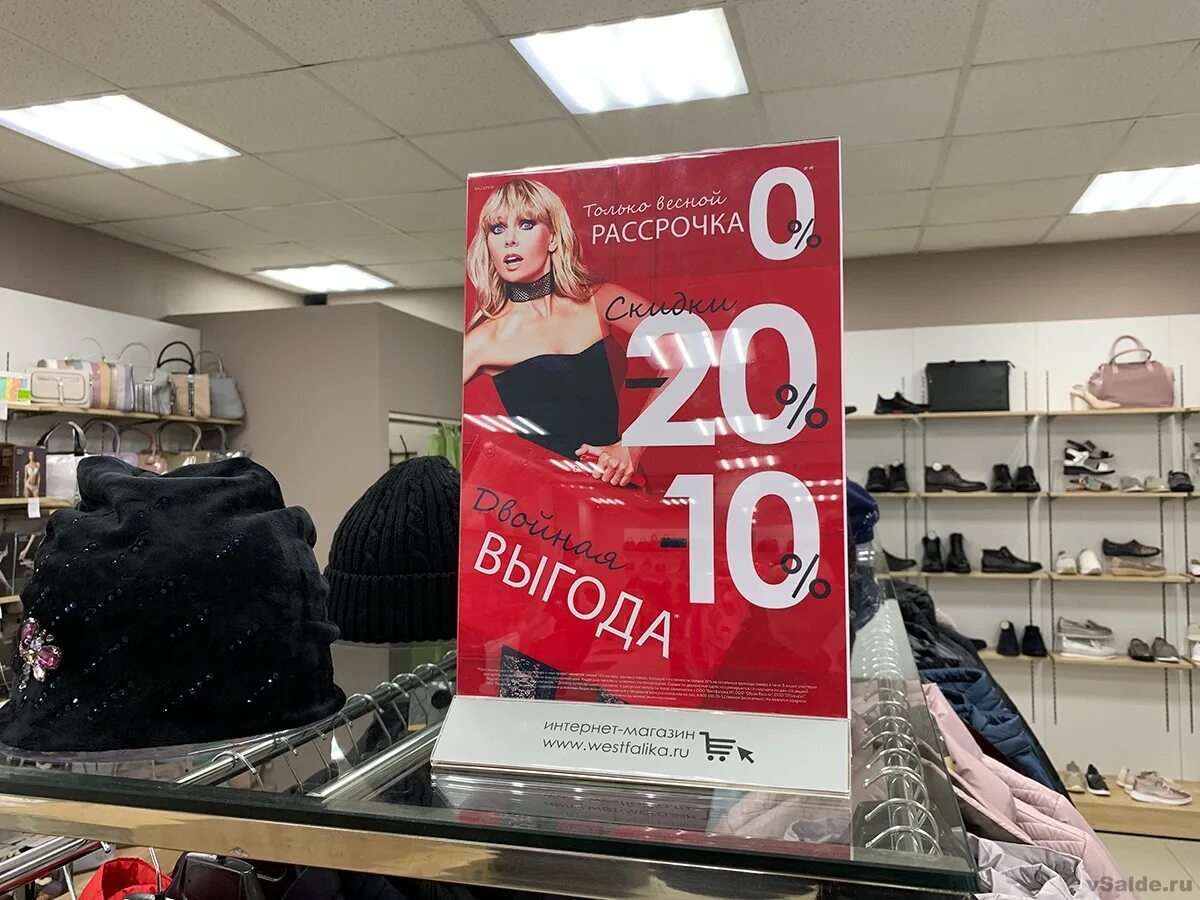 Только весной
РАССРОЧКА 0%**
Скидки
-20%
-10%
Двойная
ВЫГОДА*
интернет-магазин
www.westfalika.ru
vSalde.ru